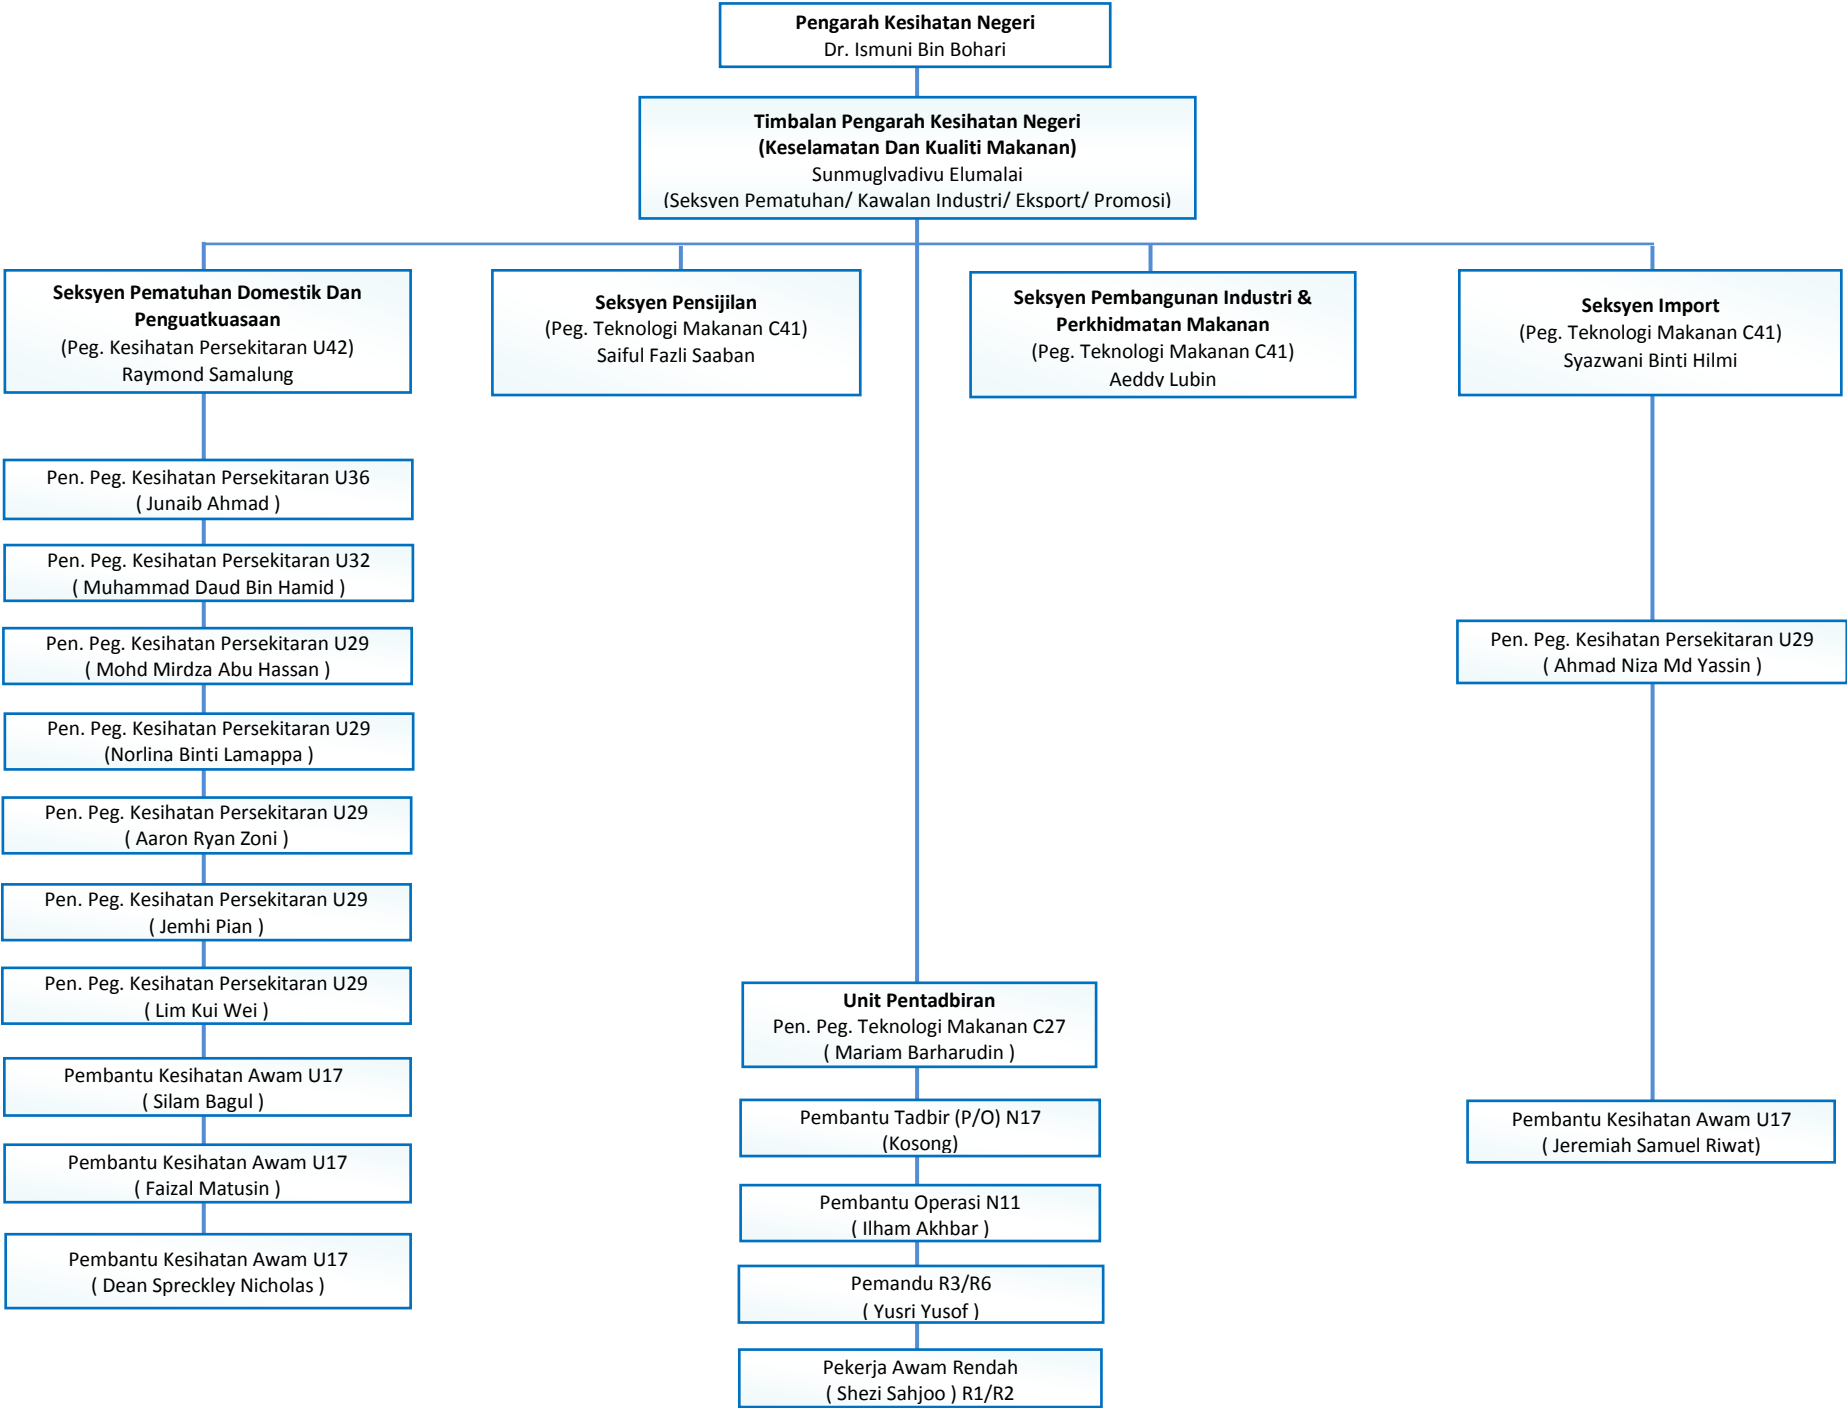 Pengarah Kesihatan Negeri
Dr. Ismuni Bin Bohari
Timbalan Pengarah Kesihatan Negeri
(Keselamatan Dan Kualiti Makanan)
Sunmuglvadivu Elumalai
(Seksyen Pematuhan/ Kawalan Industri/ Eksport/ Promosi)
Seksyen Pematuhan Domestik Dan
Penguatkuasaan
(Peg. Kesihatan Persekitaran U42)
Raymond Samalung
Seksyen Pensijilan
(Peg. Teknologi Makanan C41)
Saiful Fazli Saaban
Seksyen Pembangunan Industri &
Perkhidmatan Makanan
(Peg. Teknologi Makanan C41)
Aeddy Lubin
Seksyen Import
(Peg. Teknologi Makanan C41)
Syazwani Binti Hilmi
Pen. Peg. Kesihatan Persekitaran U36
( Junaib Ahmad )
Pen. Peg. Kesihatan Persekitaran U32
( Muhammad Daud Bin Hamid )
Pen. Peg. Kesihatan Persekitaran U29
( Mohd Mirdza Abu Hassan )
Pen. Peg. Kesihatan Persekitaran U29
(Norlina Binti Lamappa )
Pen. Peg. Kesihatan Persekitaran U29
( Aaron Ryan Zoni )
Pen. Peg. Kesihatan Persekitaran U29
( Jemhi Pian )
Pen. Peg. Kesihatan Persekitaran U29
( Lim Kui Wei )
Pembantu Kesihatan Awam U17
( Silam Bagul )
Pembantu Kesihatan Awam U17
( Faizal Matusin )
Pembantu Kesihatan Awam U17
( Dean Spreckley Nicholas )
Unit Pentadbiran
Pen. Peg. Teknologi Makanan C27
( Mariam Barharudin )
Pembantu Tadbir (P/O) N17
(Kosong)
Pembantu Operasi N11
( Ilham Akhbar )
Pemandu R3/R6
( Yusri Yusof )
Pekerja Awam Rendah
( Shezi Sahjoo ) R1/R2
Pen. Peg. Kesihatan Persekitaran U29
( Ahmad Niza Md Yassin )
Pembantu Kesihatan Awam U17
( Jeremiah Samuel Riwat)